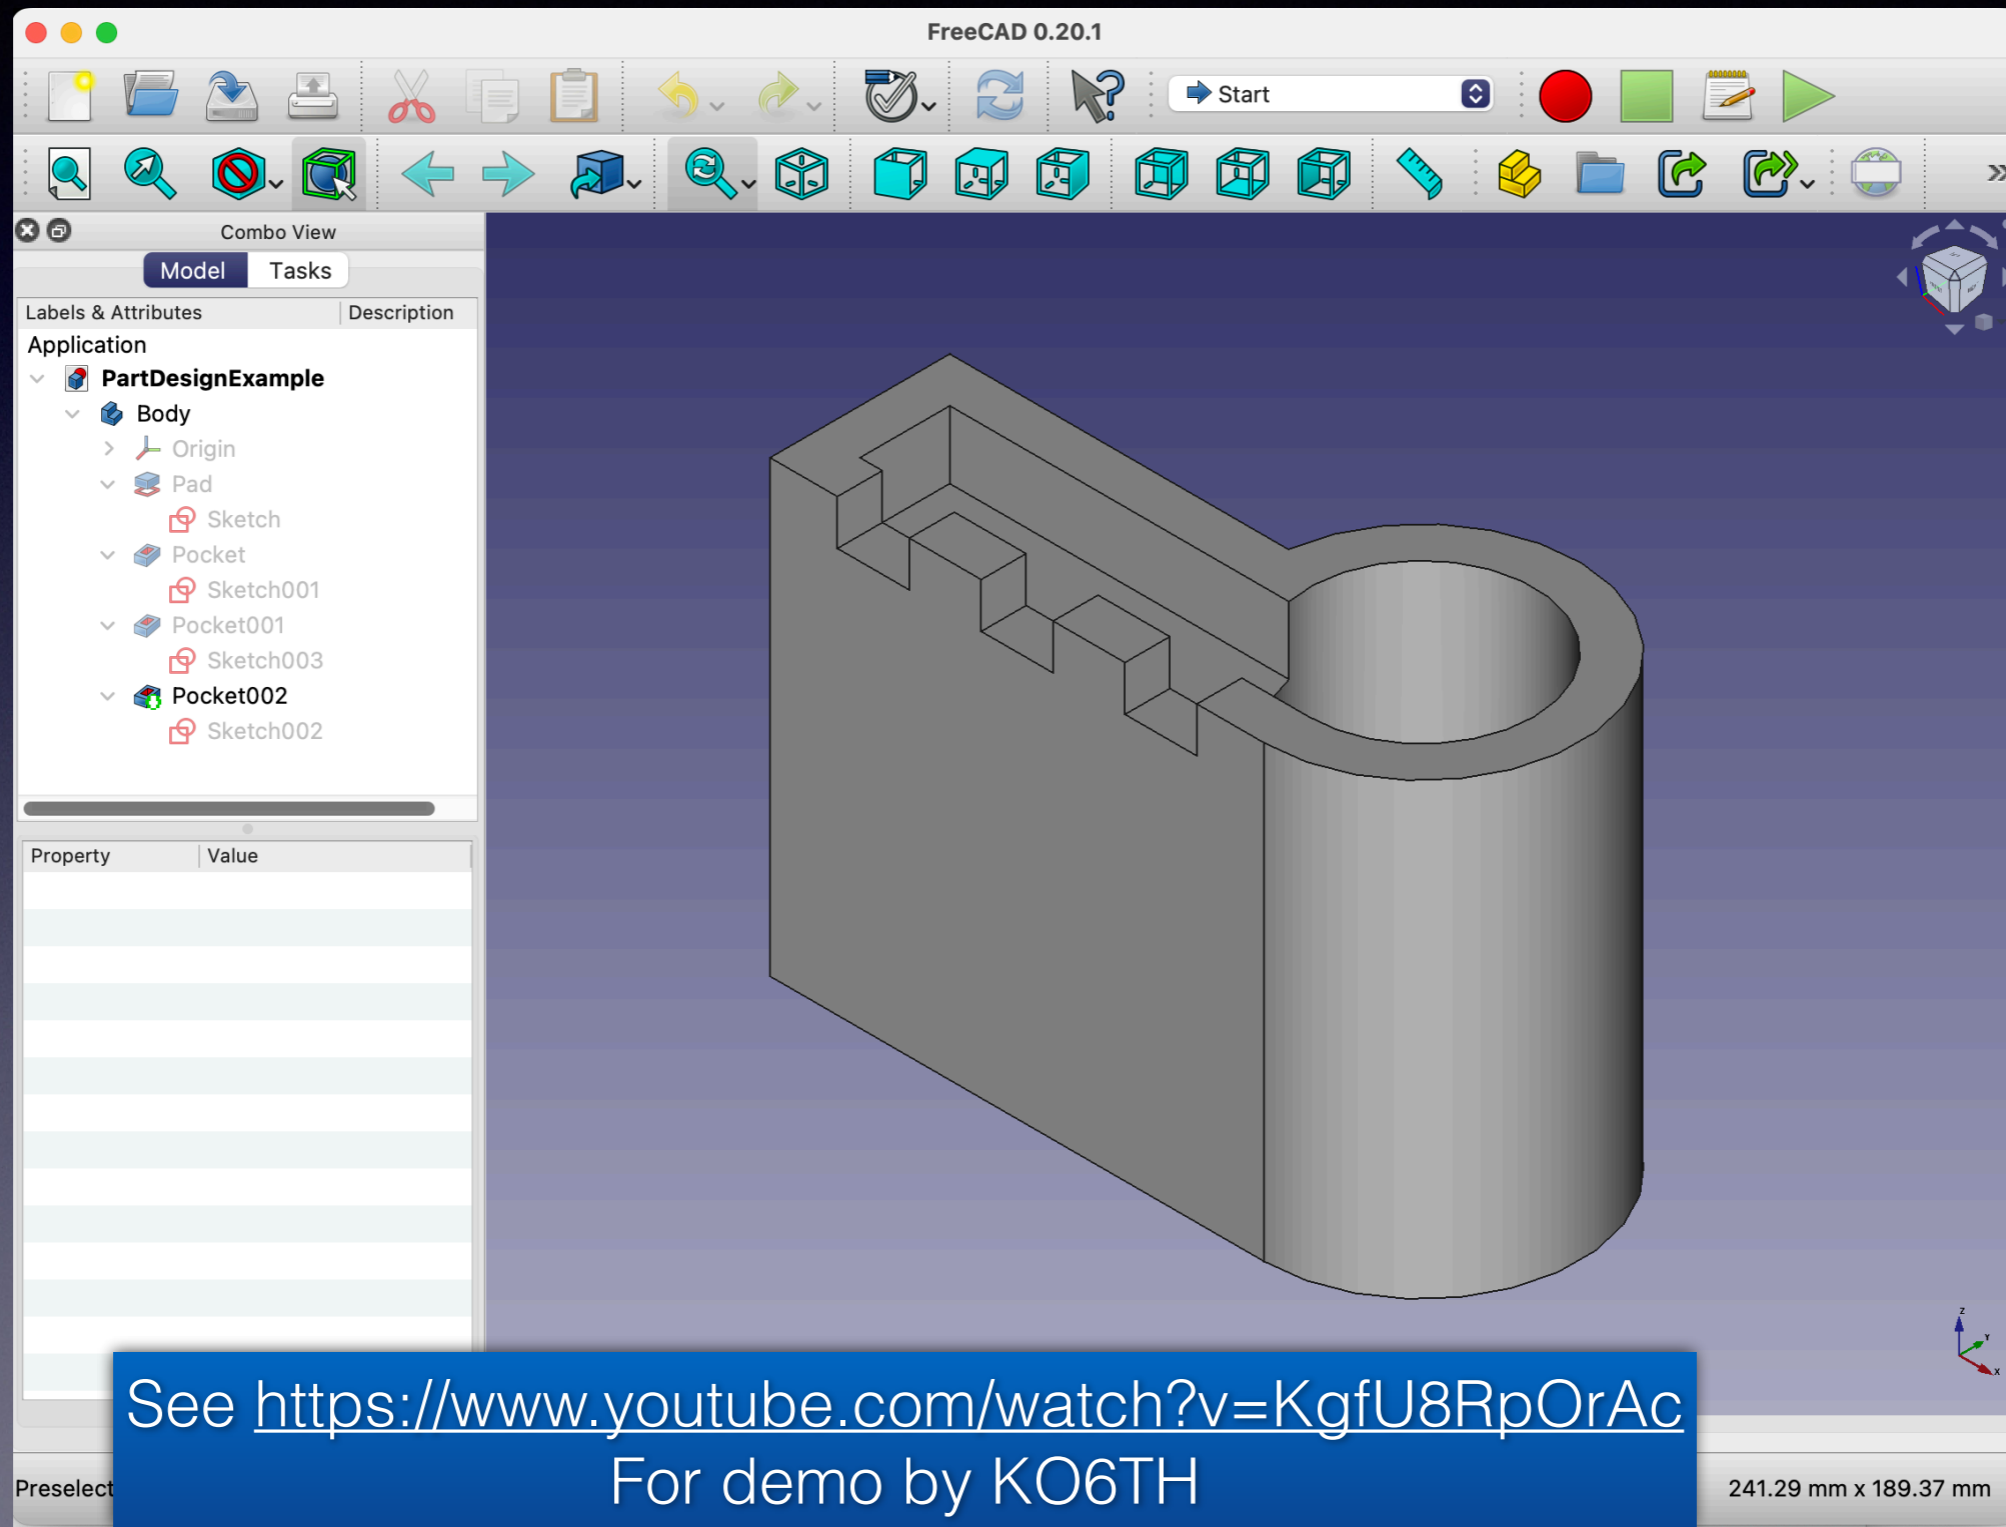 FreeCAD 0.20.1
Start
Combo View
Model Tasks
Labels & Attributes Description
Application
PartDesignExample
Body
Origin
Pad
Sketch
Pocket
Sketch001
Pocket001
Sketch003
Pocket002
Sketch002
Property Value
Z
Y
X
See https://www.youtube.com/watch?v=KgfU8RpOrAc
For demo by KO6TH
Preselect
241.29 mm x 189.37 mm